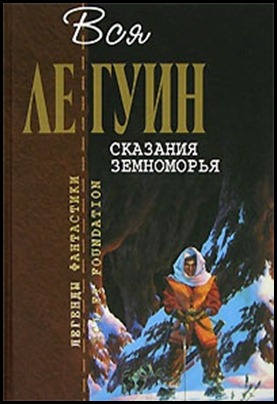 Вся
ЛЕ ГУИН
СКАЗАНИЯ
ЗЕМНОМОРЬЯ
ЛЕГЕНДЫ ФАНТАСТИКИ
FOUNDATION